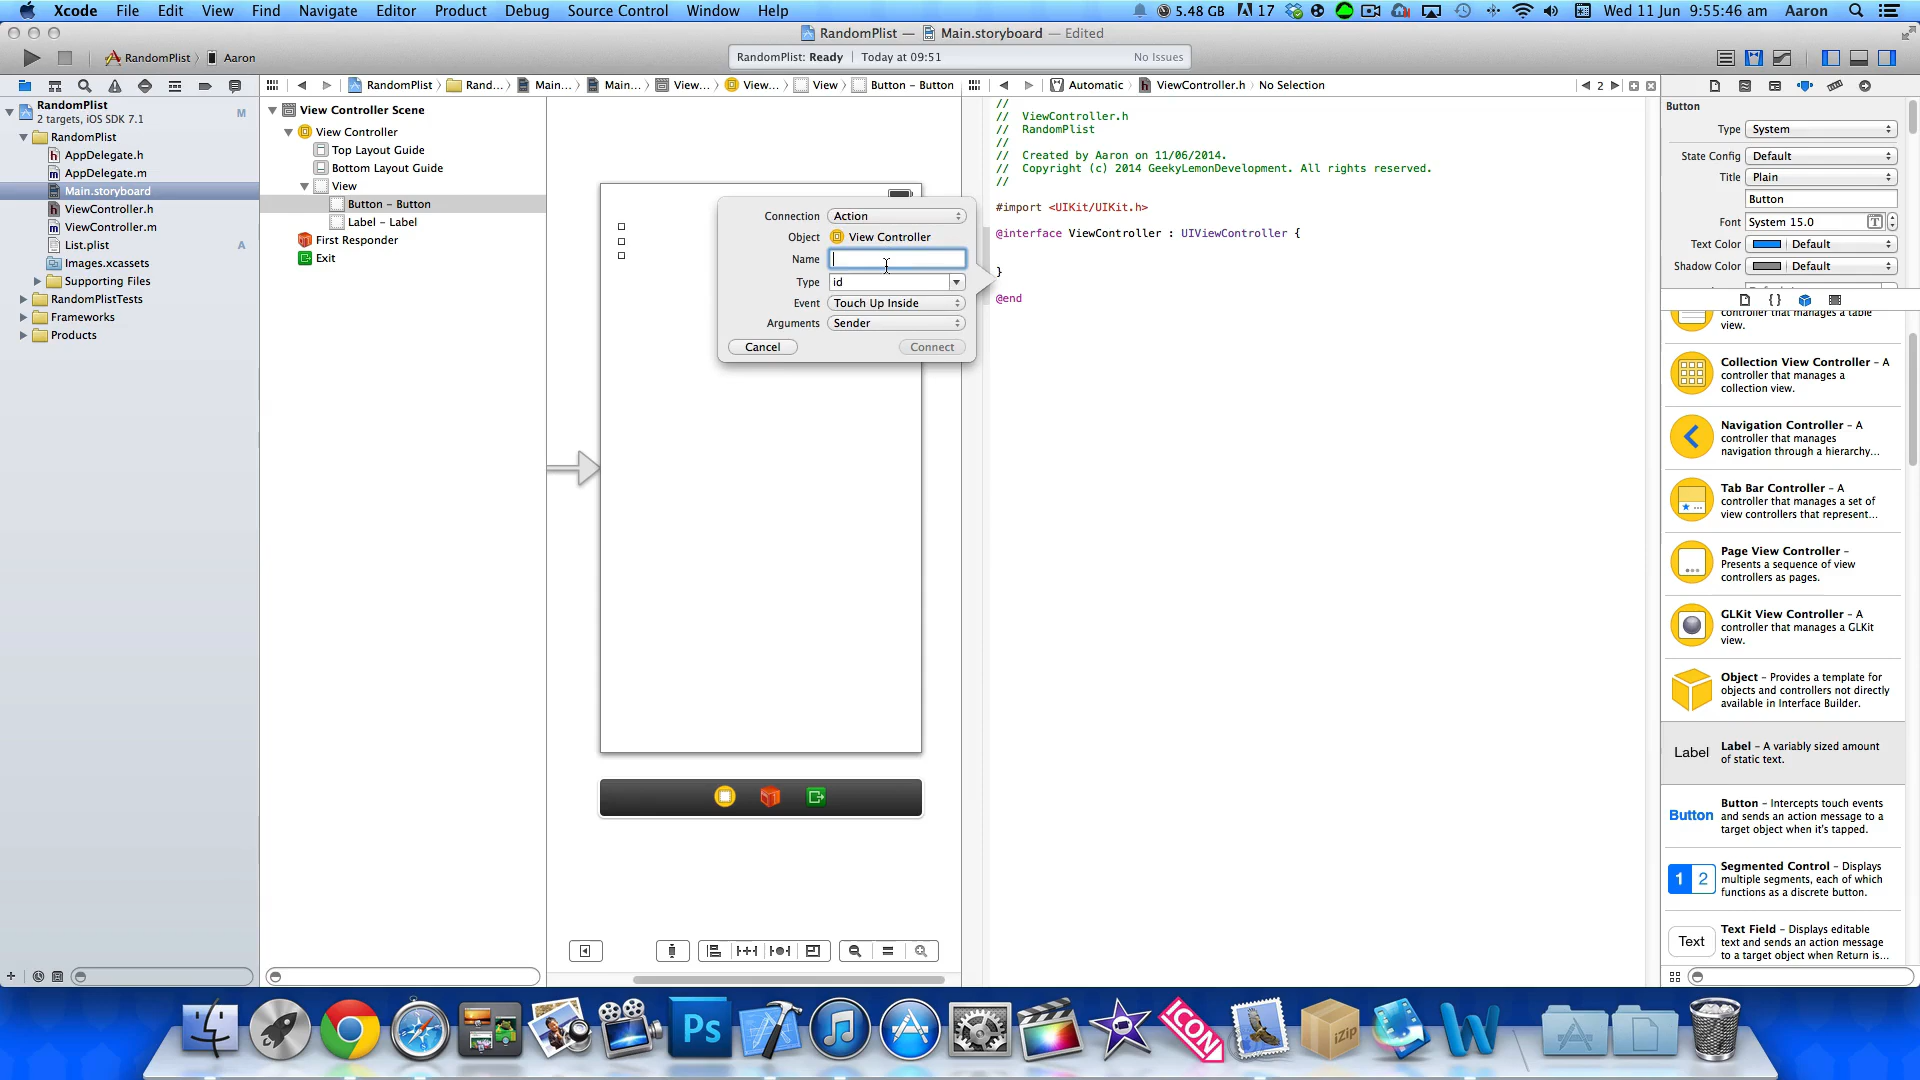 Xcode File Edit View Find Navigate Editor Product Debug Source Control Window Help 5.48 GB 17 Wed 11 Jun 9:55:46 am Aaron
RandomPlist — Main.storyboard — Edited
RandomPlist Aaron RandomPlist: Ready Today at 09:51 No Issues
RandomPlist Rand... Main... Main... View... View... View Button – Button Automatic ViewController.h No Selection 2
RandomPlist
2 targets, iOS SDK 7.1
M
RandomPlist
AppDelegate.h
AppDelegate.m
Main.storyboard
ViewController.h
ViewController.m
List.plist A
Images.xcassets
Supporting Files
RandomPlistTests
Frameworks
Products
View Controller Scene
View Controller
Top Layout Guide
Bottom Layout Guide
View
Button – Button
Label – Label
First Responder
Exit
Connection Action
Object View Controller
Name
Type id
Event Touch Up Inside
Arguments Sender
Cancel Connect
//
// ViewController.h
// RandomPlist
//
// Created by Aaron on 11/06/2014.
// Copyright (c) 2014 GeekyLemonDevelopment. All rights reserved.
//
#import <UIKit/UIKit.h>
@interface ViewController : UIViewController {
}
@end
Button
Type System
State Config Default
Title Plain
Button
Font System 15.0 T
Text Color Default
Shadow Color Default
{}
controller that manages a table
view.
Collection View Controller – A
controller that manages a
collection view.
Navigation Controller – A
controller that manages
navigation through a hierarchy...
Tab Bar Controller – A
controller that manages a set of
view controllers that represent...
Page View Controller –
Presents a sequence of view
controllers as pages.
GLKit View Controller – A
controller that manages a GLKit
view.
Object – Provides a template for
objects and controllers not directly
available in Interface Builder.
Label
Label – A variably sized amount
of static text.
Button
Button – Intercepts touch events
and sends an action message to a
target object when it's tapped.
1 2
Segmented Control – Displays
multiple segments, each of which
functions as a discrete button.
Text
Text Field – Displays editable
text and sends an action message
to a target object when Return is...
Ps
ICON
iZip